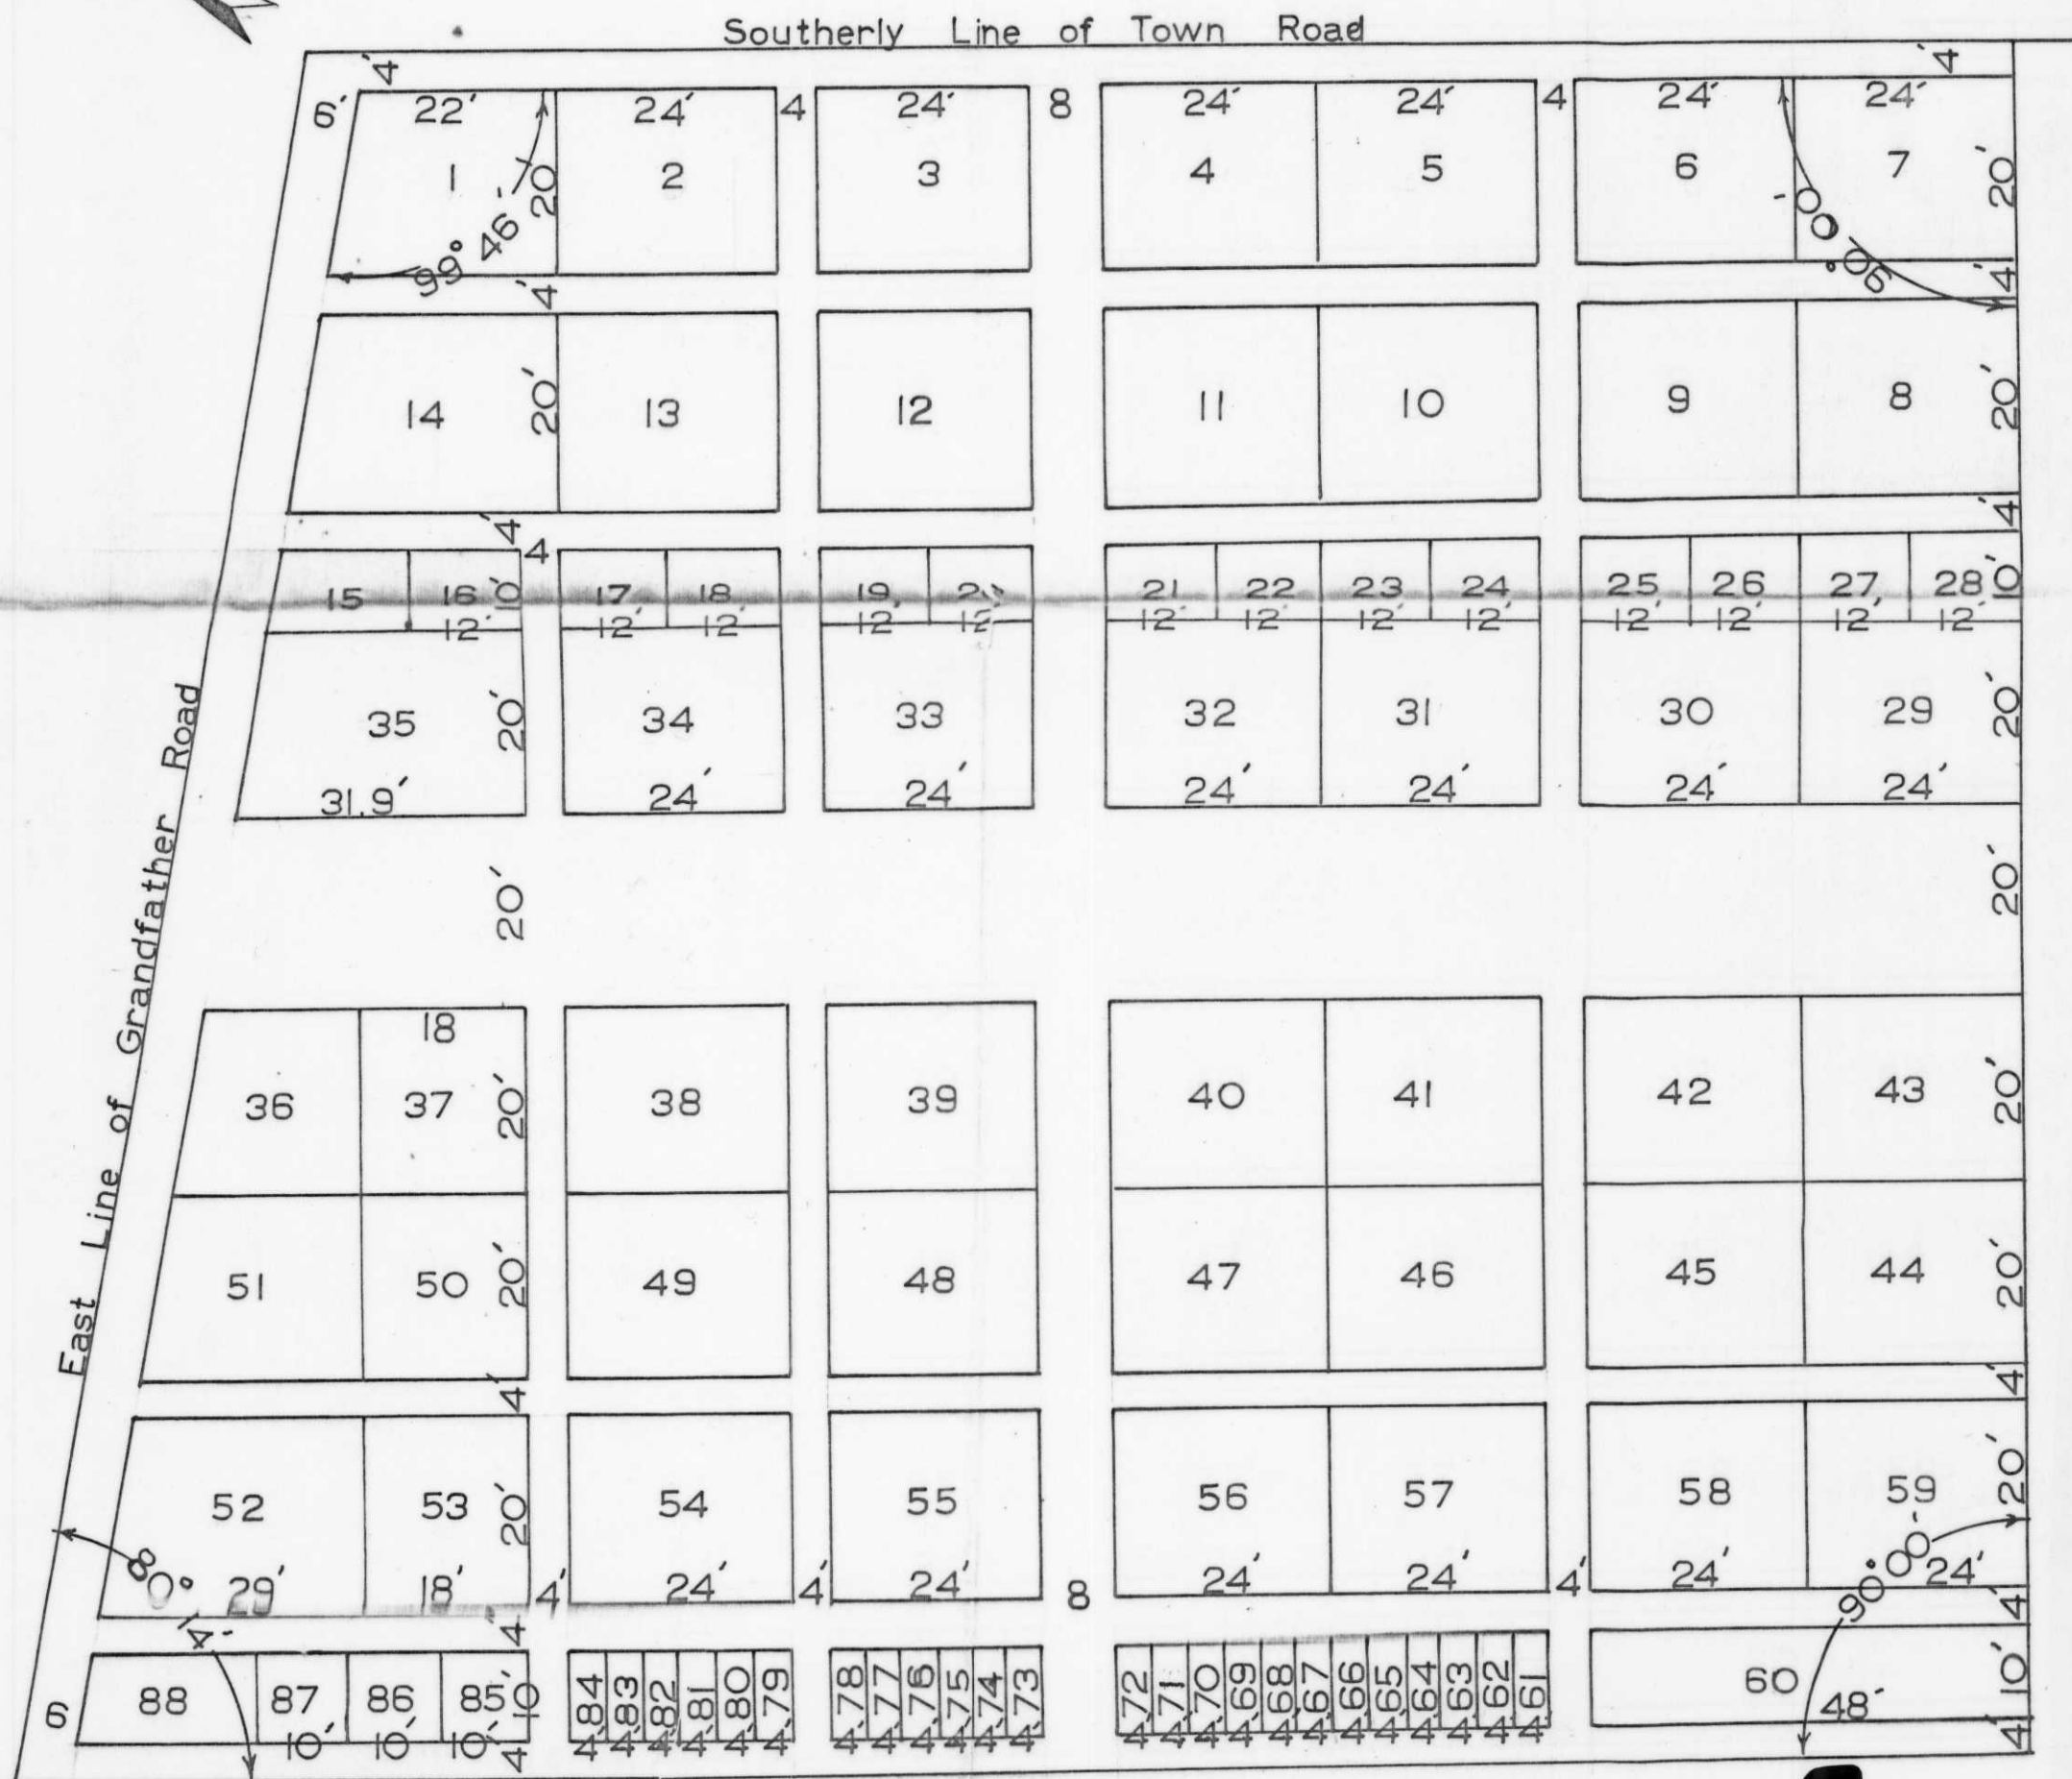 Southerly Line of Town Road
4'
4'
6' 22' 24' 4 24' 8 24' 24' 4 24' 24'
1 20' 2 3 4 5 6 7 20'
99° 46'
90° 00'
4' 4'
14 20' 13 12 11 10 9 8 20'
4' 4 4'
15 16 10' 17 18 19 21 22 23 24 25 26 27 28 10'
12' 12' 12' 12' 12' 12' 12' 12' 12' 12' 12' 12' 12'
35 20' 34 33 32 31 30 29 20'
31.9' 24' 24' 24' 24' 24' 24'
East Line of Grandfather Road
20' 20'
18
36 37 20' 38 39 40 41 42 43 20'
51 50 20' 49 48 47 46 45 44 20'
4' 4'
52 53 20' 54 55 56 57 58 59 20'
80° 14'
29' 18' 4' 24' 4' 24' 8 24' 24' 4' 24' 24'
90° 00'
4' 4'
6 88 87 86 85 10' 84 83 82 81 80 79 78 77 76 75 74 73 72 71 70 69 68 67 66 65 64 63 62 61 60 10'
10' 10' 10' 4' 4' 4' 4' 4' 4' 4' 4' 4' 4' 4' 4' 4' 4' 4' 4' 4' 4' 4' 4' 4' 4' 4' 4' 4' 48' 4'